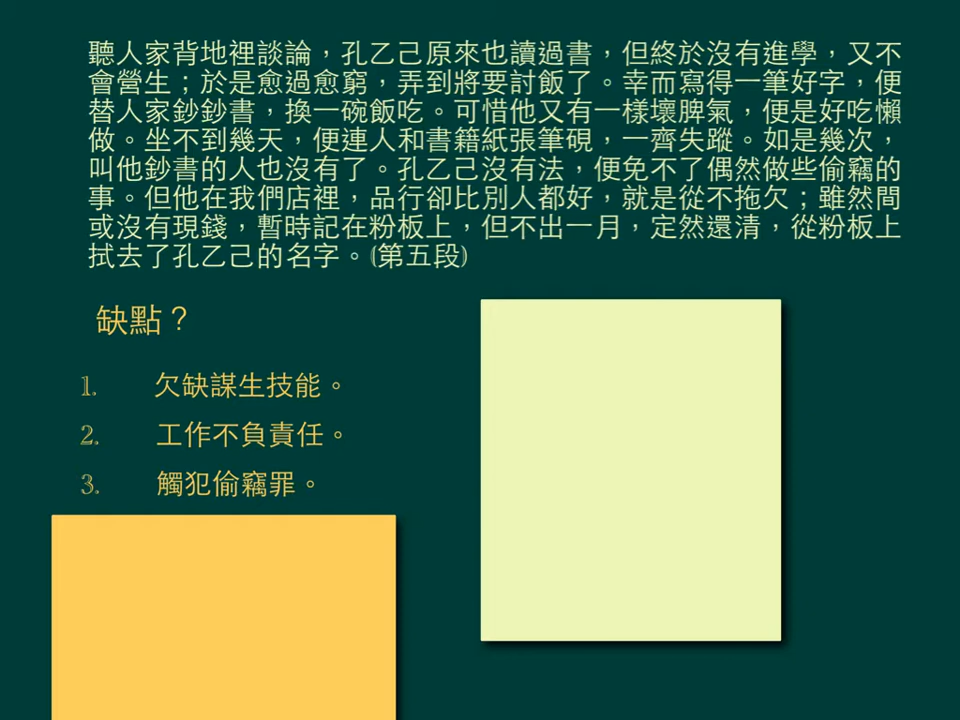 聽人家背地裡談論，孔乙己原來也讀過書，但終於沒有進學，又不
會營生；於是愈過愈窮，弄到將要討飯了。幸而寫得一筆好字，便
替人家鈔鈔書，換一碗飯吃。可惜他又有一樣壞脾氣，便是好吃懶
做。坐不到幾天，便連人和書籍紙張筆硯，一齊失蹤。如是幾次，
叫他鈔書的人也沒有了。孔乙己沒有法，便免不了偶然做些偷竊的
事。但他在我們店裡，品行卻比別人都好，就是從不拖欠；雖然間
或沒有現錢，暫時記在粉板上，但不出一月，定然還清，從粉板上
拭去了孔乙己的名字。(第五段)
缺點？
1. 欠缺謀生技能。
2. 工作不負責任。
3. 觸犯偷竊罪。